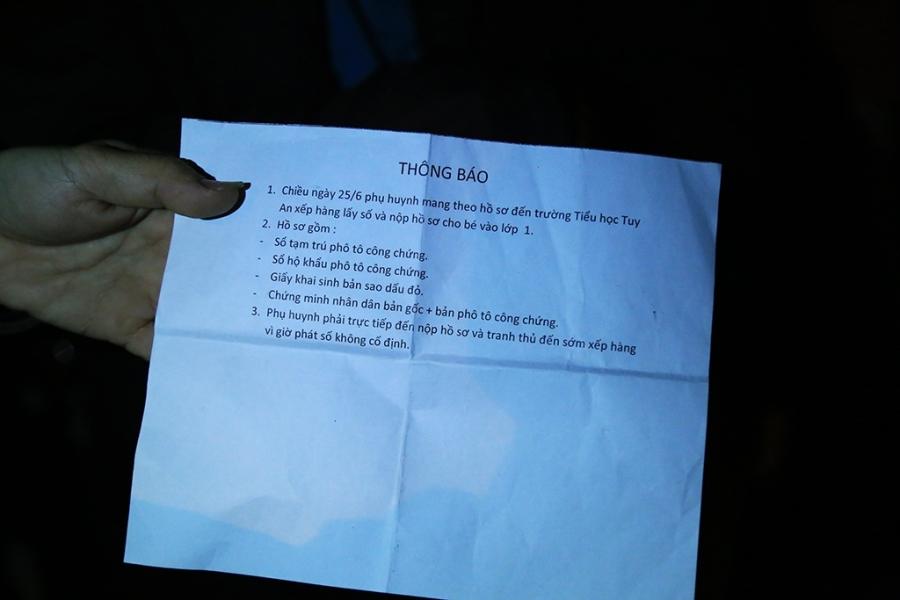 THÔNG BÁO
1. Chiều ngày 25/6 phụ huynh mang theo hồ sơ đến trường Tiểu học Tuy
An xếp hàng lấy số và nộp hồ sơ cho bé vào lớp 1.
2. Hồ sơ gồm :
- Sổ tạm trú phô tô công chứng.
- Sổ hộ khẩu phô tô công chứng.
- Giấy khai sinh bản sao dấu đỏ.
- Chứng minh nhân dân bản gốc + bản phô tô công chứng.
3. Phụ huynh phải trực tiếp đến nộp hồ sơ và tranh thủ đến sớm xếp hàng
vì giờ phát số không cố định.